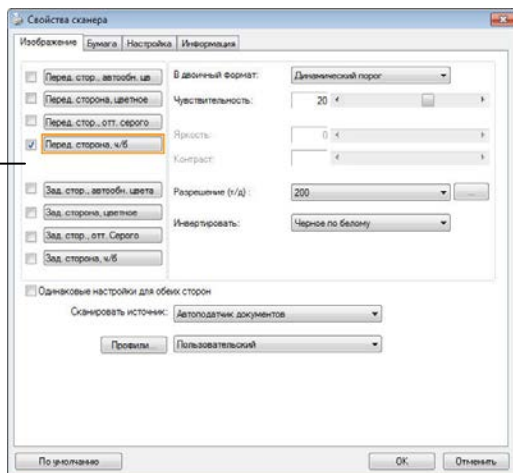 Свойства сканера
Изображение Бумага Настройка Информация
Перед. стор., автообн. цв
Перед. сторона, цветное
Перед. стор., отт. серого
Перед. сторона, ч/б
Зад. стор., автообн. цвета
Зад. сторона, цветное
Зад. стор., отт. Серого
Зад. сторона, ч/б
В двоичный формат: Динамический порог
Чувствительность: 20
Яркость: 0
Контраст:
Разрешение (т/д) : 200 ...
Инвертировать: Черное по белому
Одинаковые настройки для обеих сторон
Сканировать источник: Автоподатчик документов
Профили... Пользовательский
По умолчанию OK Отменить